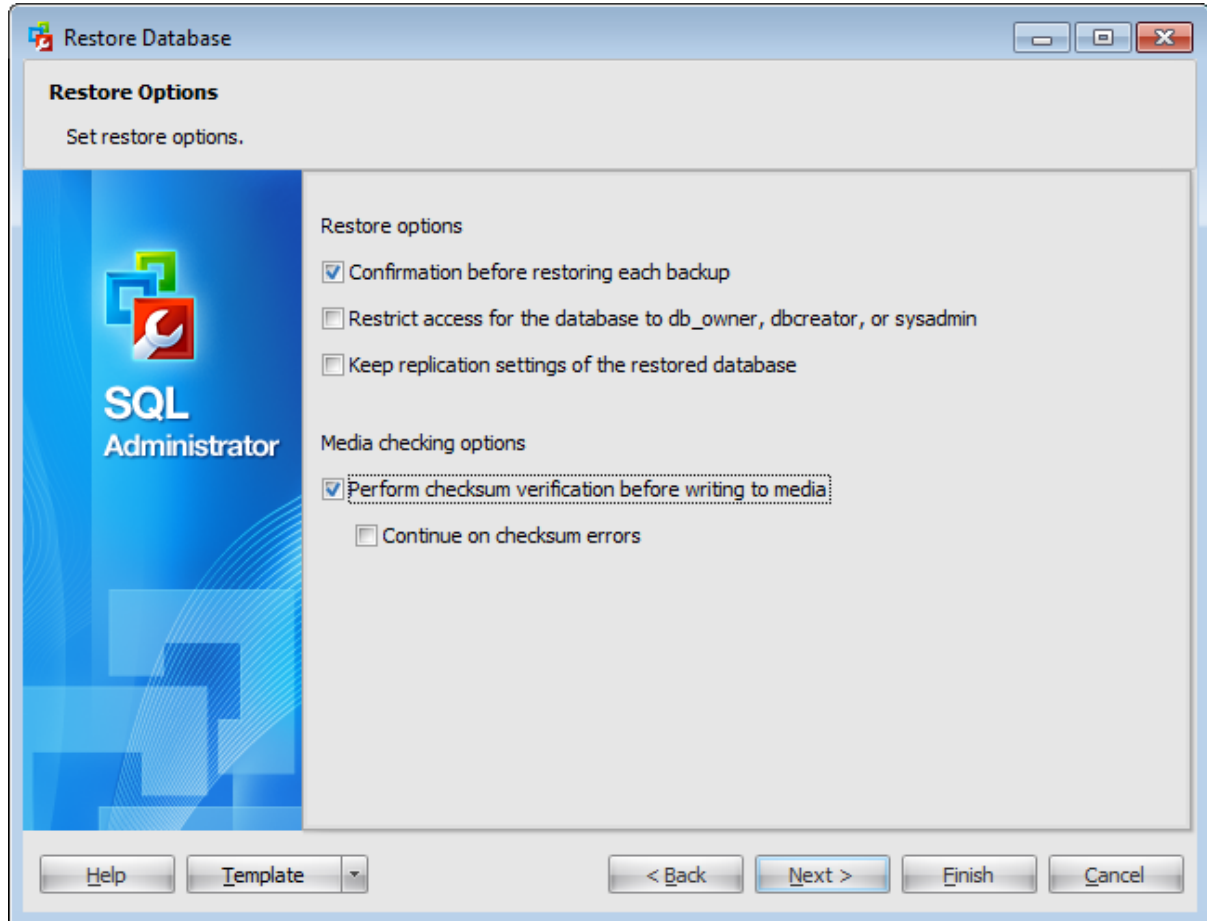 Restore Database
Restore Options
Set restore options.
SQL
Administrator
Restore options
Confirmation before restoring each backup
Restrict access for the database to db_owner, dbcreator, or sysadmin
Keep replication settings of the restored database
Media checking options
Perform checksum verification before writing to media
Continue on checksum errors
Help Template < Back Next > Finish Cancel